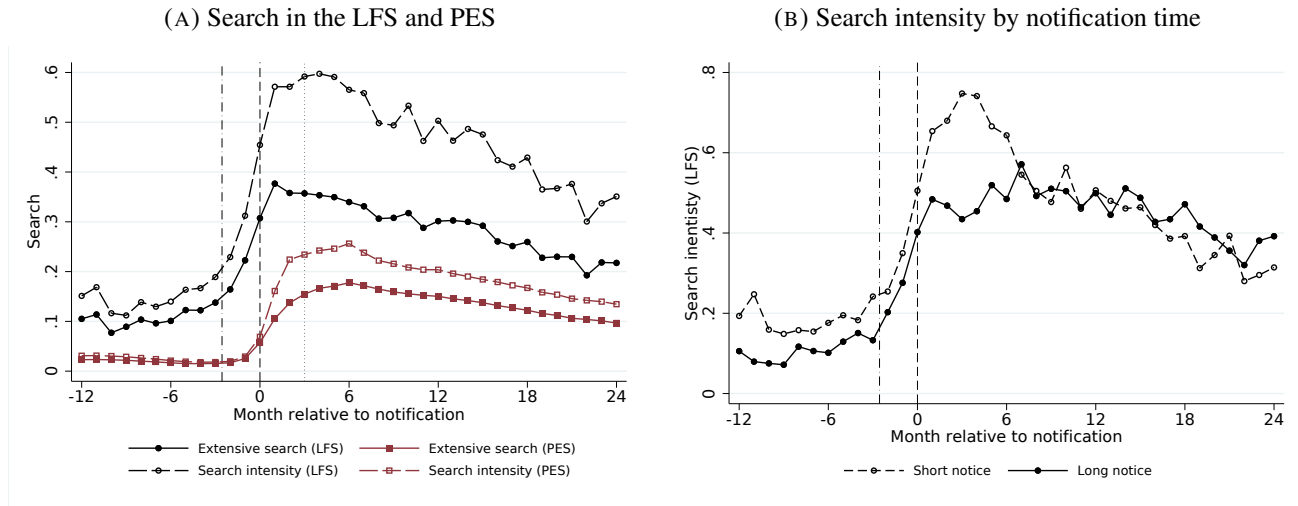 (A) Search in the LFS and PES
Search
.6
.5
.4
.3
.2
.1
0
-12 -6 0 6 12 18 24
Month relative to notification
Extensive search (LFS) Extensive search (PES)
Search intensity (LFS) Search intensity (PES)
(B) Search intensity by notification time
Search inentisty (LFS)
.8
.6
.4
.2
0
-12 -6 0 6 12 18 24
Month relative to notification
Short notice Long notice